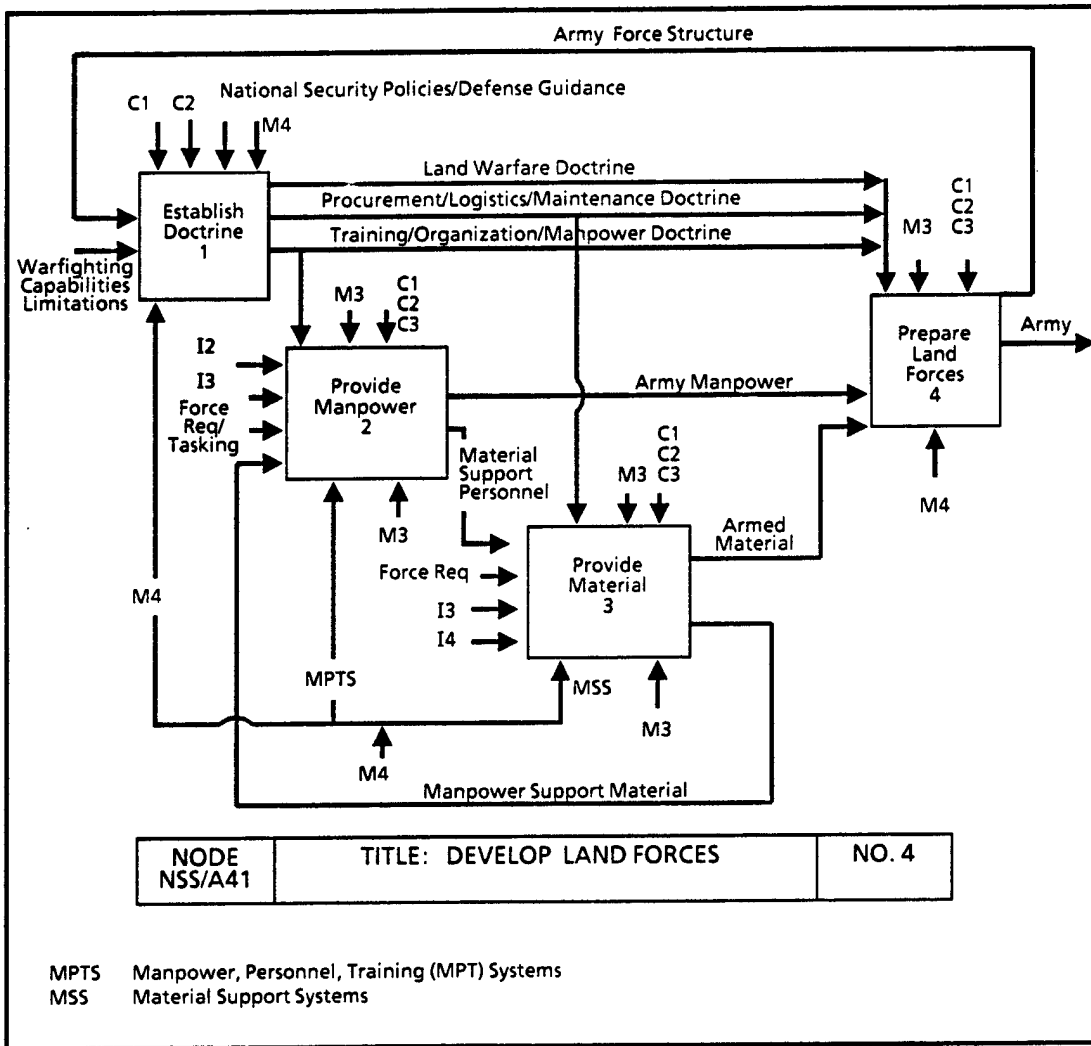 Army Force Structure
National Security Policies/Defense Guidance
C1 C2
M4
Land Warfare Doctrine
Procurement/Logistics/Maintenance Doctrine
Training/Organization/Manpower Doctrine
Establish
Doctrine
1
Warfighting
Capabilities
Limitations
C1
C2
C3
M3
Prepare
Land
Forces
4
Army
M4
M3
C1
C2
C3
I2
I3
Force
Req/
Tasking
Provide
Manpower
2
Army Manpower
Material
Support
Personnel
M3
C1
C2
C3
M3
Armed
Material
Force Req
I3
I4
Provide
Material
3
M4
MPTS
MSS
M3
M4
Manpower Support Material
NODE
NSS/A41
TITLE: DEVELOP LAND FORCES
NO. 4
MPTS Manpower, Personnel, Training (MPT) Systems
MSS Material Support Systems